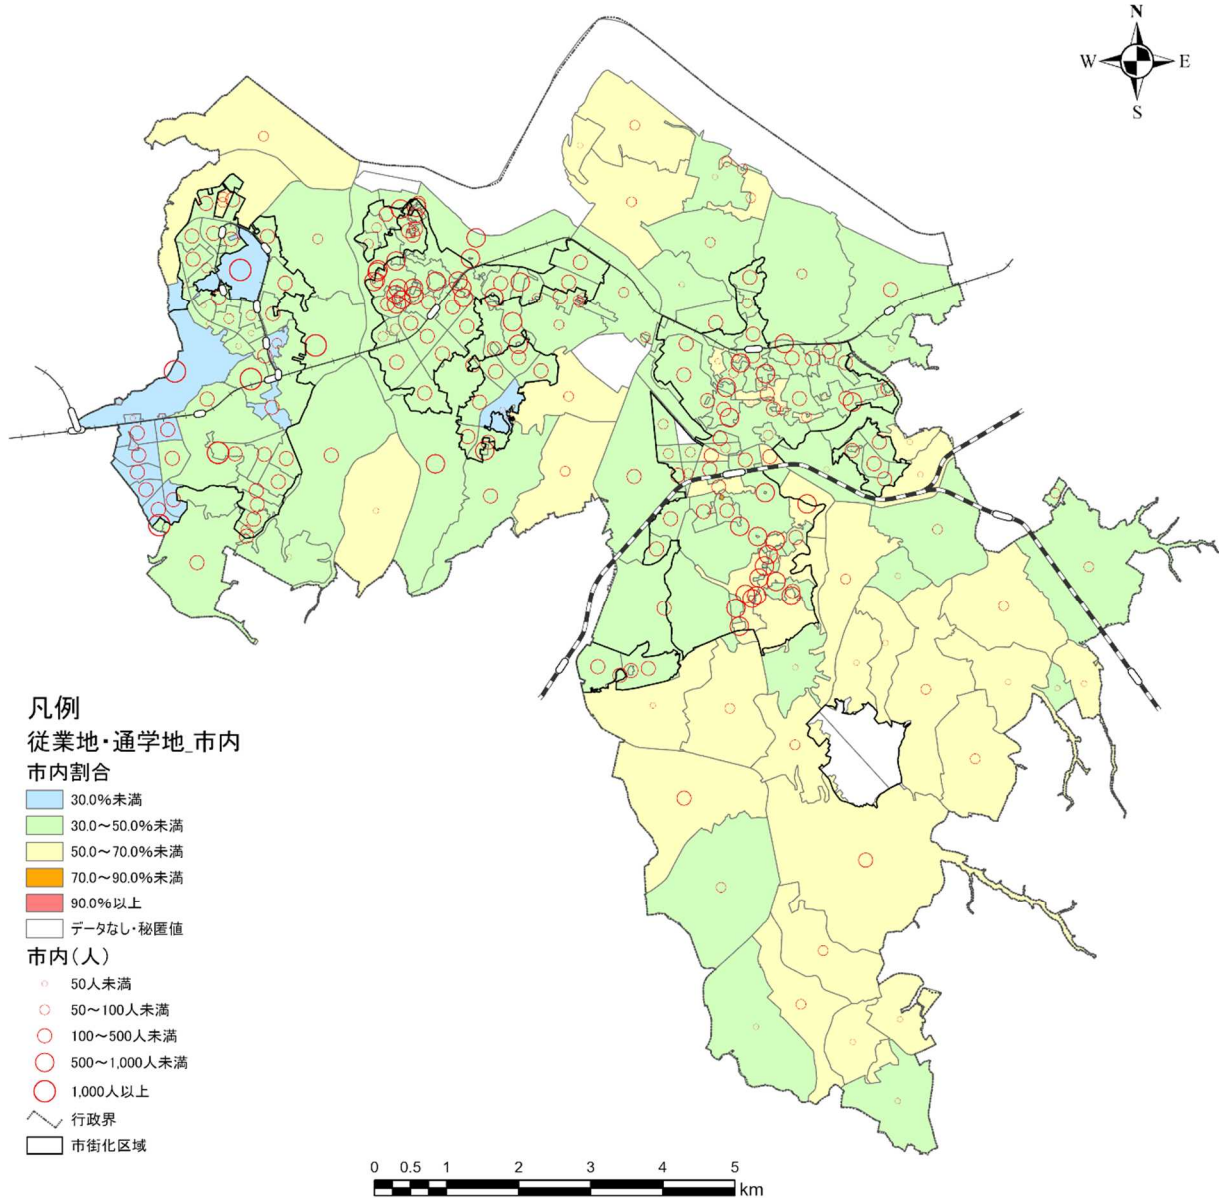 N
W E
S
凡例
従業地・通学地_市内
市内割合
30.0%未満
30.0～50.0%未満
50.0～70.0%未満
70.0～90.0%未満
90.0%以上
データなし・秘匿値
市内(人)
50人未満
50～100人未満
100～500人未満
500～1,000人未満
1,000人以上
行政界
市街化区域
0 0.5 1 2 3 4 5
km